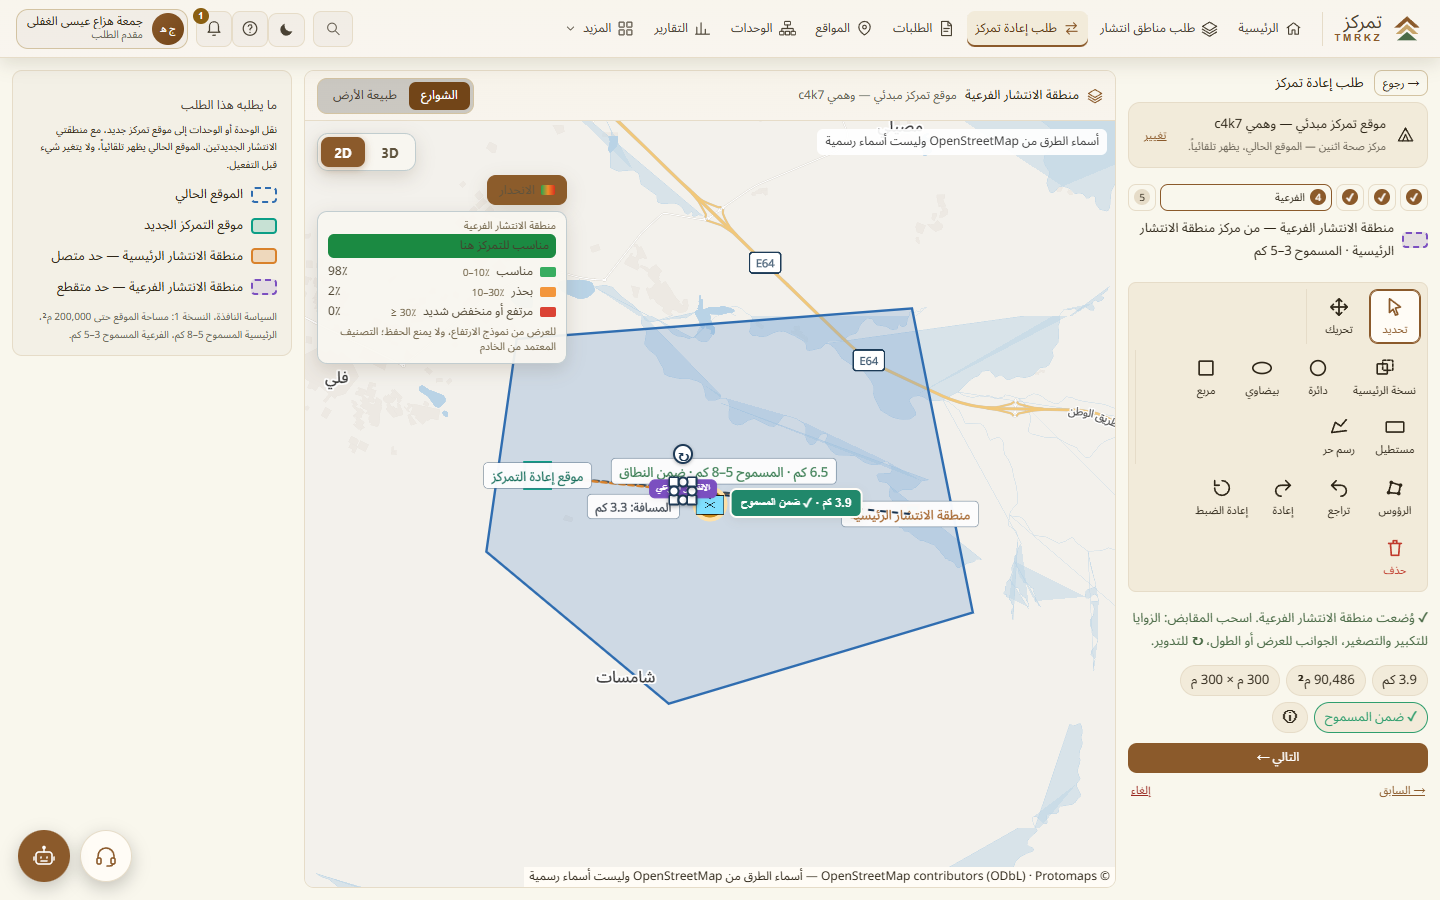 تمركز
TMRKZ
الرئيسية
طلب مناطق انتشار
طلب إعادة تمركز
الطلبات
المواقع
الوحدات
التقارير
المزيد
1
جمعة هزاع عيسى الغفلي
مقدم الطلب
ج ه
→ رجوع
طلب إعادة تمركز
موقع تمركز مبدئي — وهمي c4k7
مركز صحة اثنين — الموقع الحالي، يظهر تلقائياً.
تغيير
4 الفرعية
5
منطقة الانتشار الفرعية — من مركز منطقة الانتشار
الرئيسية · المسموح 3–5 كم
تحديد
تحريك
نسخة الرئيسية
دائرة
بيضاوي
مربع
مستطيل
رسم حر
الرؤوس
تراجع
إعادة
إعادة الضبط
حذف
✓ وُضعت منطقة الانتشار الفرعية. اسحب المقابض: الزوايا
للتكبير والتصغير، الجوانب للعرض أو الطول، ↻ للتدوير.
3.9 كم
90,486 م²
300 م × 300 م
✓ ضمن المسموح
التالي ←
→ السابق
إلغاء
منطقة الانتشار الفرعية
موقع تمركز مبدئي — وهمي c4k7
الشوارع
طبيعة الأرض
أسماء الطرق من OpenStreetMap وليست أسماء رسمية
2D
3D
الانحدار
منطقة الانتشار الفرعية
مناسب للتمركز هنا
مناسب 0–10٪ 98٪
بحذر 10–30٪ 2٪
مرتفع أو منخفض شديد ≥ 30٪ 0٪
للعرض من نموذج الارتفاع، ولا يمنع الحفظ؛ التصنيف
المعتمد من الخادم
E64
E64
فلي
طريق الوطن
موقع إعادة التمركز
6.5 كم · المسموح 5–8 كم · ضمن النطاق
المسافة: 3.3 كم
3.9 كم · ✓ ضمن المسموح
منطقة الانتشار الرئيسية
شامسات
© OpenStreetMap contributors (ODbL) · Protomaps — أسماء الطرق من OpenStreetMap وليست أسماء رسمية
ما يطلبه هذا الطلب
نقل الوحدة أو الوحدات إلى موقع تمركز جديد، مع منطقتي
الانتشار الجديدتين. الموقع الحالي يظهر تلقائياً، ولا يتغير شيء
قبل التفعيل.
الموقع الحالي
موقع التمركز الجديد
منطقة الانتشار الرئيسية — حد متصل
منطقة الانتشار الفرعية — حد متقطع
السياسة النافذة، النسخة 1: مساحة الموقع حتى 200,000 م²،
الرئيسية المسموح 5–8 كم، الفرعية المسموح 3–5 كم.